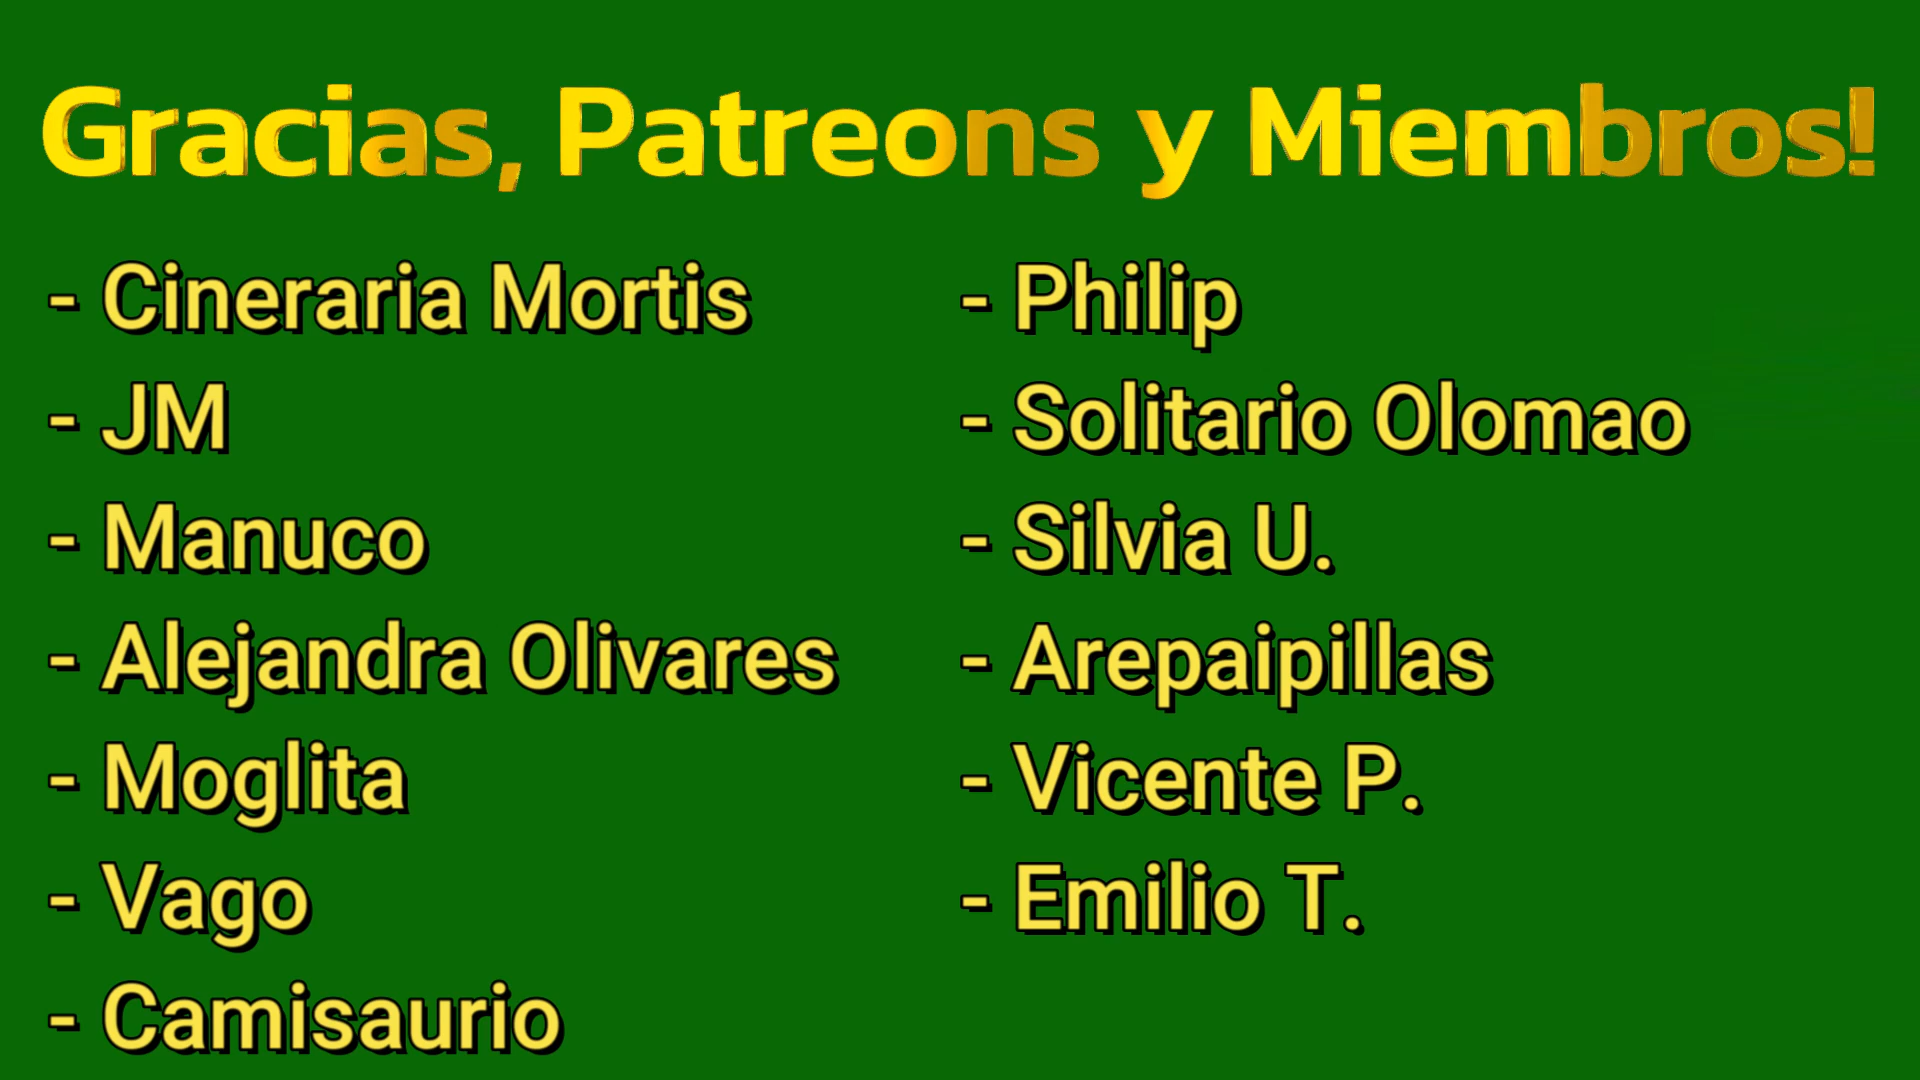 Gracias, Patreons y Miembros!
- Cineraria Mortis
- JM
- Manuco
- Alejandra Olivares
- Moglita
- Vago
- Camisaurio
- Philip
- Solitario Olomao
- Silvia U.
- Arepaipillas
- Vicente P.
- Emilio T.